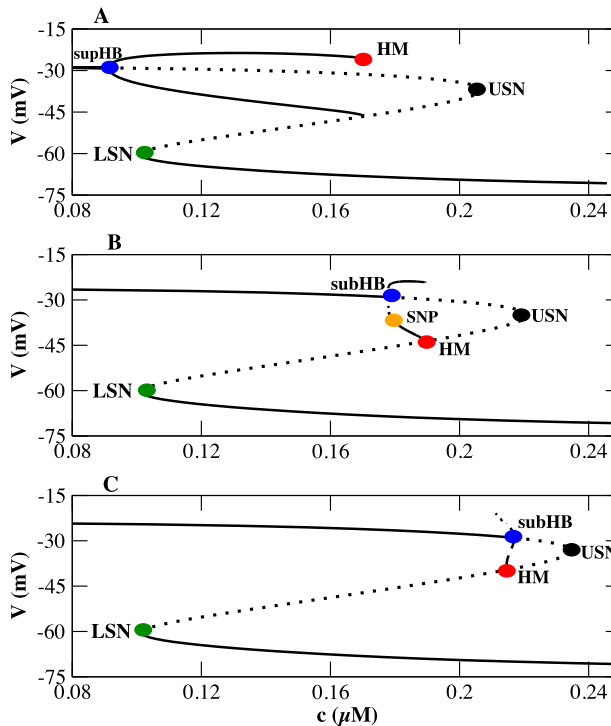 A
-15
-30
-45
-60
-75
V (mV)
supHB
HM
USN
LSN
0.08 0.12 0.16 0.2 0.24
B
-15
-30
-45
-60
-75
V (mV)
subHB
SNP
USN
HM
LSN
0.08 0.12 0.16 0.2 0.24
C
-15
-30
-45
-60
-75
V (mV)
subHB
USN
HM
LSN
0.08 0.12 0.16 0.2 0.24
c (μM)